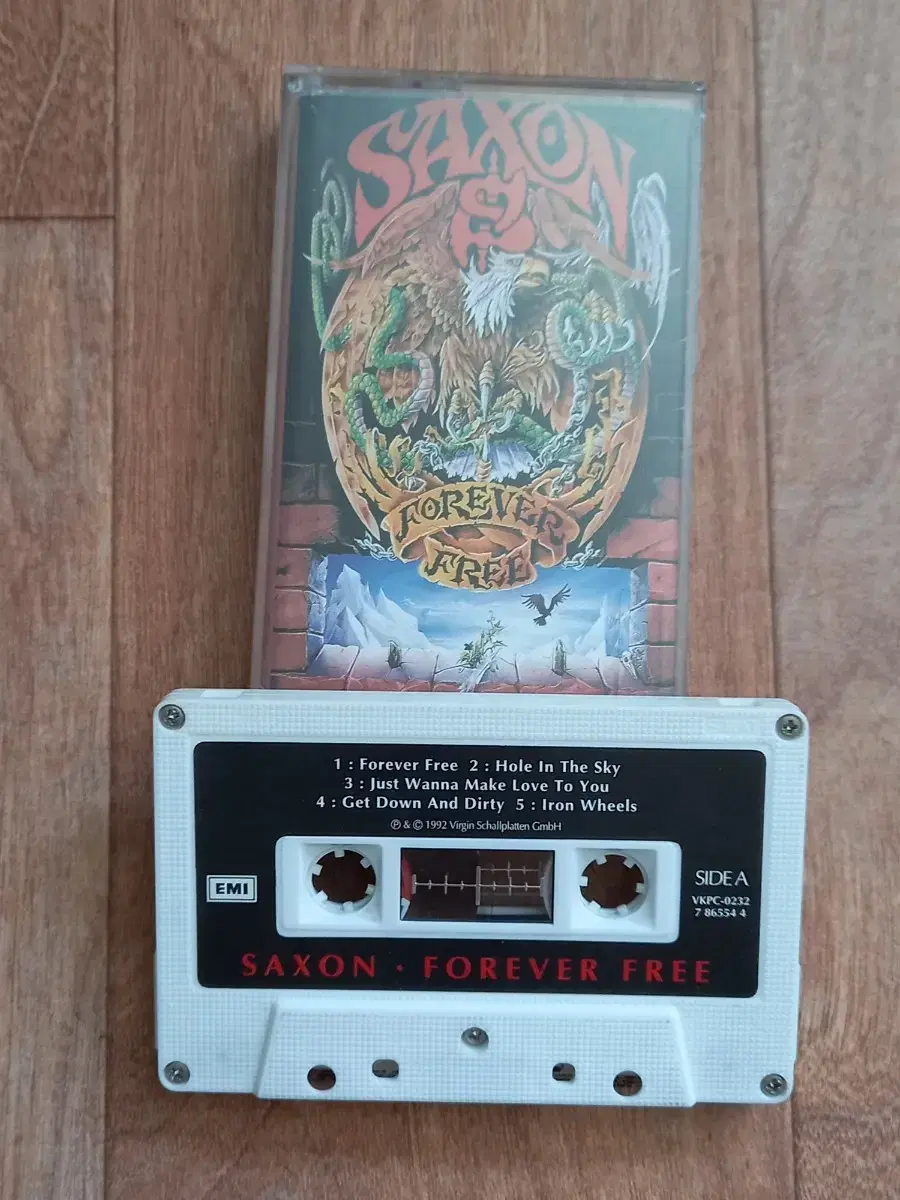 SAXON
FOREVER
FREE
1 : Forever Free 2 : Hole In The Sky
3 : Just Wanna Make Love To You
4 : Get Down And Dirty 5 : Iron Wheels
℗ & © 1992 Virgin Schallplatten GmbH
EMI
SIDE A
VKPC-0232
7 86554 4
SAXON · FOREVER FREE